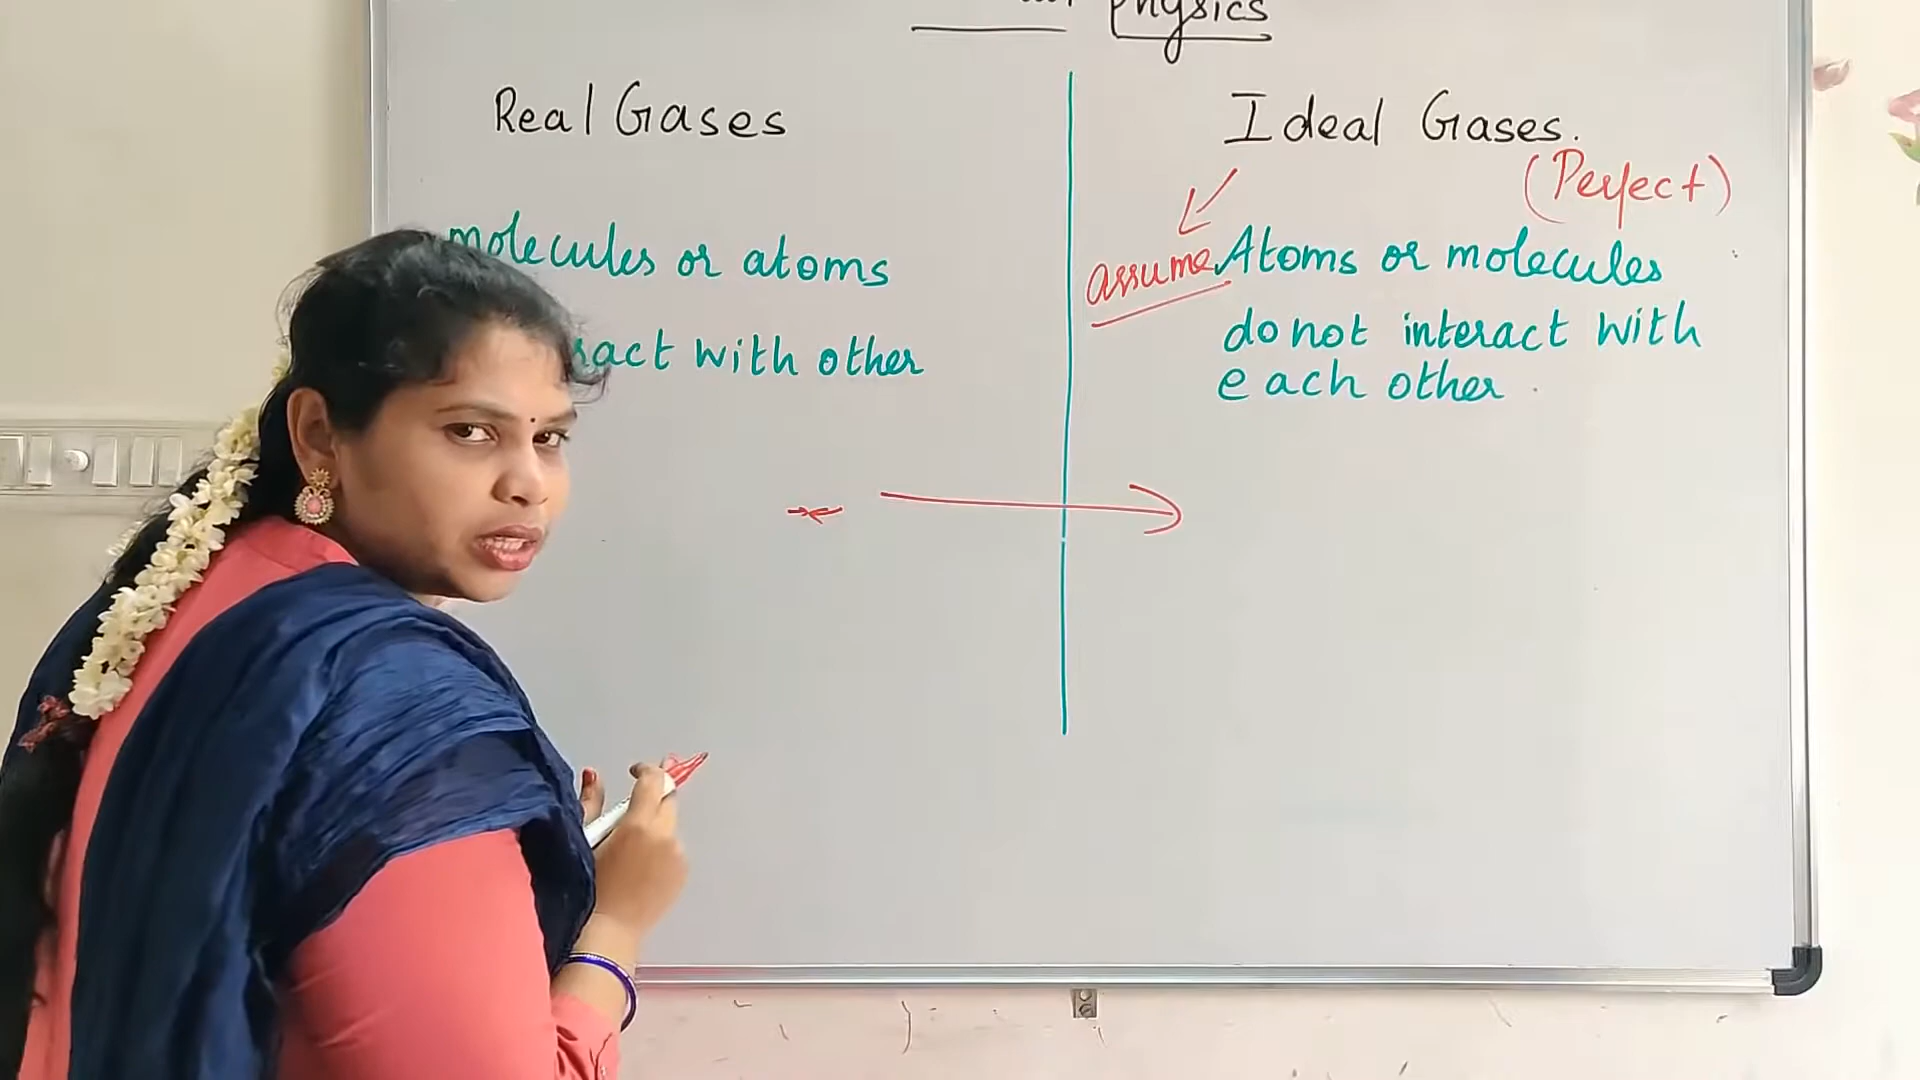 Physics
Real Gases
molecules or atoms
with other
Ideal Gases.
(Perfect)
assume Atoms or molecules
do not interact with
each other.